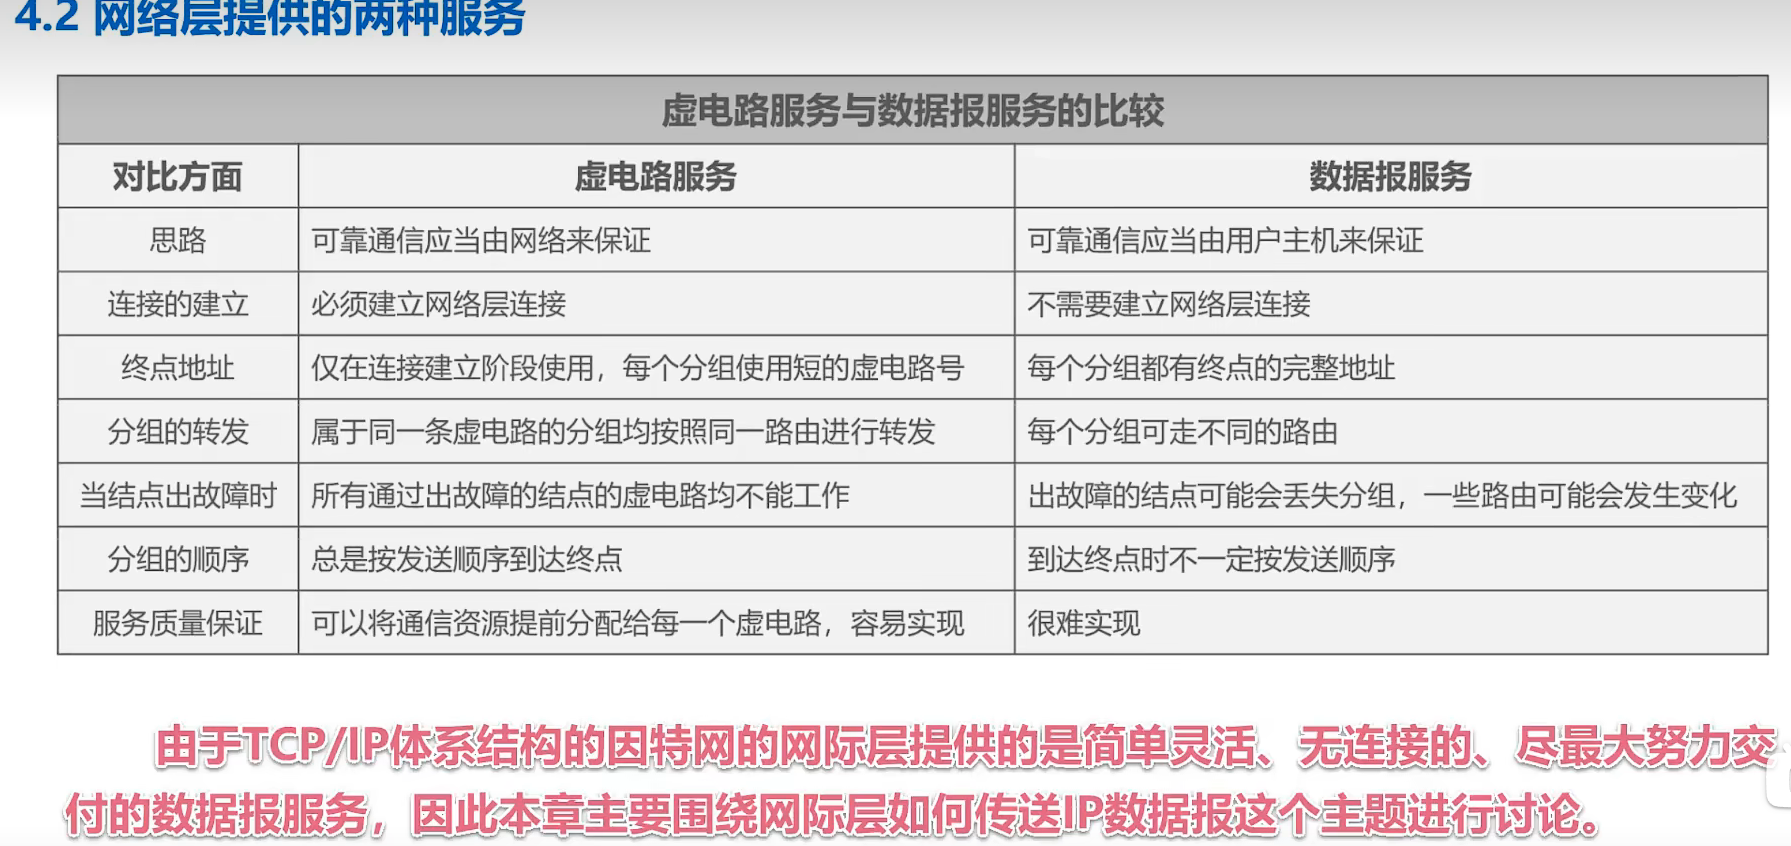 4.2 网络层提供的两种服务
虚电路服务与数据报服务的比较
对比方面 虚电路服务 数据报服务
思路 可靠通信应当由网络来保证 可靠通信应当由用户主机来保证
连接的建立 必须建立网络层连接 不需要建立网络层连接
终点地址 仅在连接建立阶段使用，每个分组使用短的虚电路号 每个分组都有终点的完整地址
分组的转发 属于同一条虚电路的分组均按照同一路由进行转发 每个分组可走不同的路由
当结点出故障时 所有通过出故障的结点的虚电路均不能工作 出故障的结点可能会丢失分组，一些路由可能会发生变化
分组的顺序 总是按发送顺序到达终点 到达终点时不一定按发送顺序
服务质量保证 可以将通信资源提前分配给每一个虚电路，容易实现 很难实现
由于TCP/IP体系结构的因特网的网际层提供的是简单灵活、无连接的、尽最大努力交
付的数据报服务，因此本章主要围绕网际层如何传送IP数据报这个主题进行讨论。